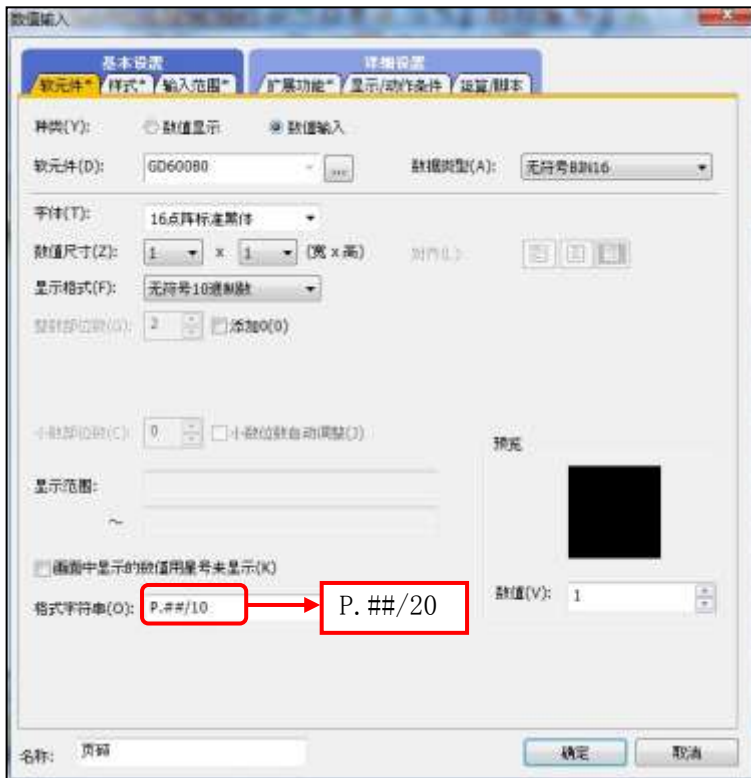 数值输入
基本设置 详细设置
软元件* 样式* 输入范围* 扩展功能* 显示/动作条件 运算/脚本
种类(Y): 数值显示 数值输入
软元件(D): GD60080 ... 数据类型(A): 无符号BIN16
字体(T): 16点阵标准黑体
数值尺寸(Z): 1 x 1 (宽 x 高) 对齐(L):
显示格式(F): 无符号10进制数
整数部位数(G): 2 添加0(0)
小数部位数(C): 0 小数位数自动调整(J)
预览
显示范围:
~
画面中显示的数值用星号来显示(K)
格式字符串(O): P.##/10 P.##/20 数值(V): 1
名称: 页码 确定 取消